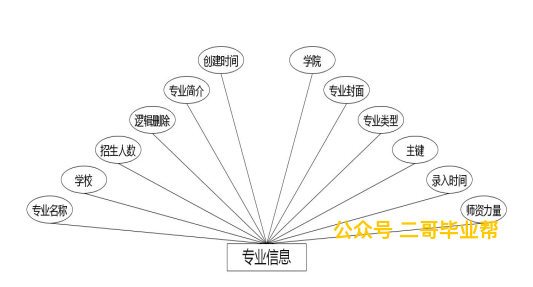 创建时间
学院
专业简介
专业封面
逻辑删除
专业类型
招生人数
主键
学校
录入时间
专业名称
师资力量
公众号 二哥毕业帮
专业信息